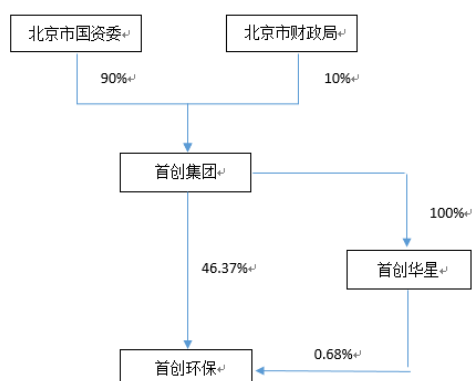 北京市国资委
北京市财政局
90%
10%
首创集团
100%
46.37%
首创华星
0.68%
首创环保